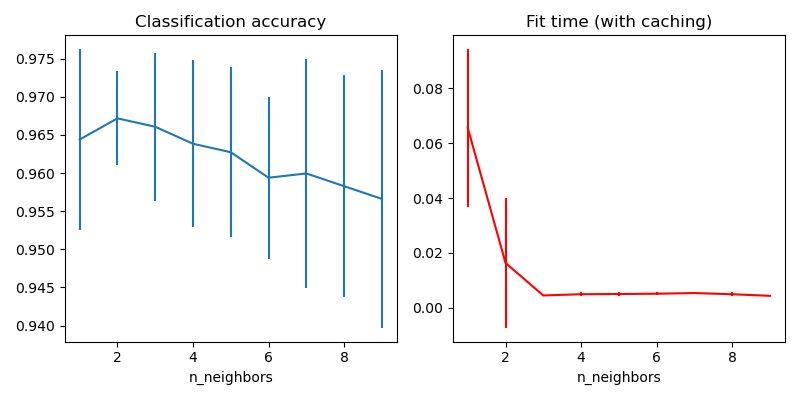 Classification accuracy
0.975
0.970
0.965
0.960
0.955
0.950
0.945
0.940
2 4 6 8
n_neighbors
Fit time (with caching)
0.08
0.06
0.04
0.02
0.00
2 4 6 8
n_neighbors